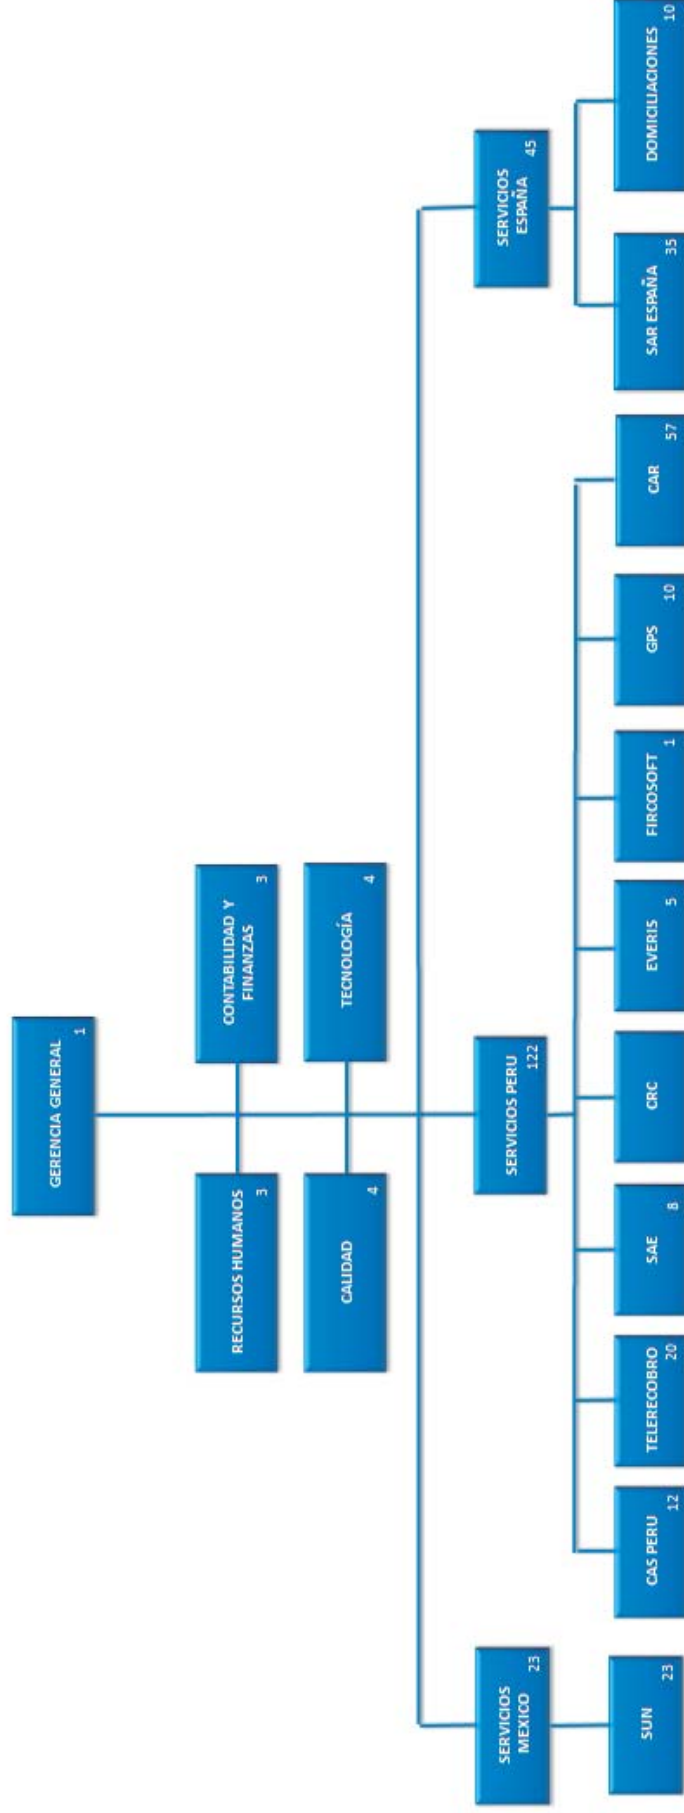 GERENCIA GENERAL
1
RECURSOS HUMANOS
3
CONTABILIDAD Y
FINANZAS
3
CALIDAD
4
TECNOLOGÍA
4
SERVICIOS
MEXICO
23
SERVICIOS PERU
122
SERVICIOS
ESPAÑA
45
SUN
23
CAS PERU
12
TELERECOBRO
20
SAE
8
CRC
EVERIS
5
FIRCOSOFT
1
GPS
10
CAR
57
SAR ESPAÑA
35
DOMICILIACIONES
10